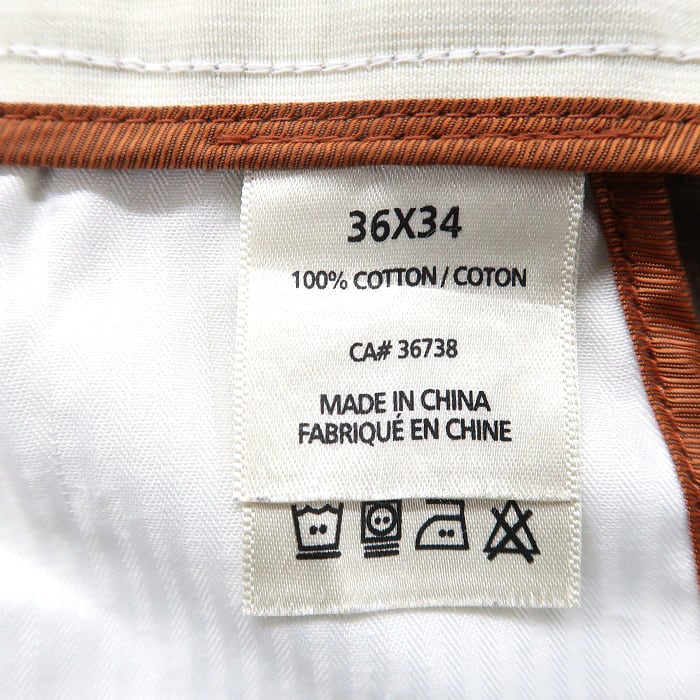 36X34
100% COTTON / COTON
CA# 36738
MADE IN CHINA
FABRIQUÉ EN CHINE